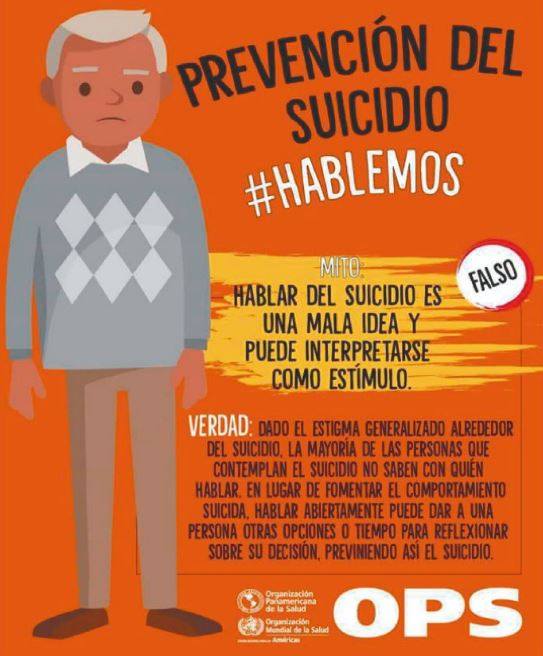 PREVENCIÓN DEL
SUICIDIO
#HABLEMOS
MITO:
HABLAR DEL SUICIDIO ES
UNA MALA IDEA Y
PUEDE INTERPRETARSE
COMO ESTÍMULO.
FALSO
VERDAD: DADO EL ESTIGMA GENERALIZADO ALREDEDOR
DEL SUICIDIO, LA MAYORÍA DE LAS PERSONAS QUE
CONTEMPLAN EL SUICIDIO NO SABEN CON QUIÉN
HABLAR. EN LUGAR DE FOMENTAR EL COMPORTAMIENTO
SUICIDA, HABLAR ABIERTAMENTE PUEDE DAR A UNA
PERSONA OTRAS OPCIONES O TIEMPO PARA REFLEXIONAR
SOBRE SU DECISIÓN, PREVINIENDO ASÍ EL SUICIDIO.
Organización
Panamericana
de la Salud
Organización
Mundial de la Salud
Américas
OPS